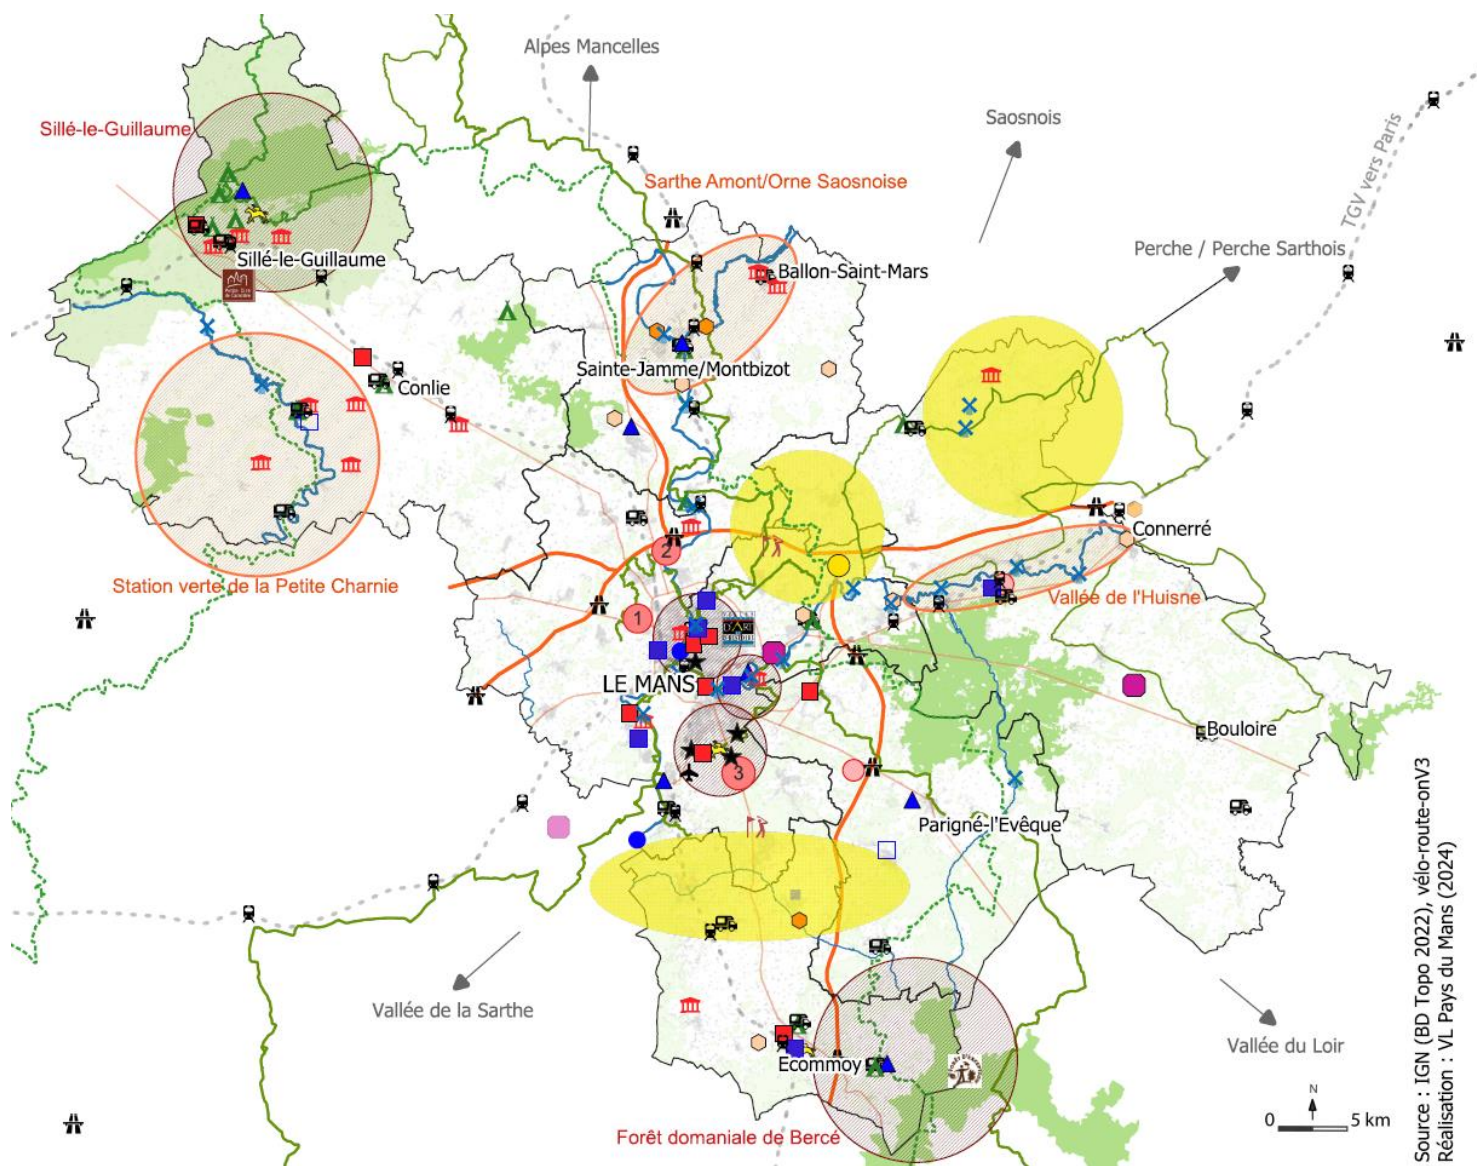 Alpes Mancelles
Saosnois
TGV vers Paris
Sillé-le-Guillaume
Sarthe Amont/Orne Saosnoise
Perche / Perche Sarthois
Sillé-le-Guillaume
Ballon-Saint-Mars
Sainte-Jamme/Montbizot
Conlie
Connerré
2
Station verte de la Petite Charnie
Vallée de l'Huisne
1
D'ART
LE MANS
Bouloire
3
Parigné-l'Evêque
Vallée de la Sarthe
Vallée du Loir
Ecommoy
N
0 5 km
Forêt domaniale de Bercé
Source : IGN (BD Topo 2022), vélo-route-onV3
Réalisation : VL Pays du Mans (2024)